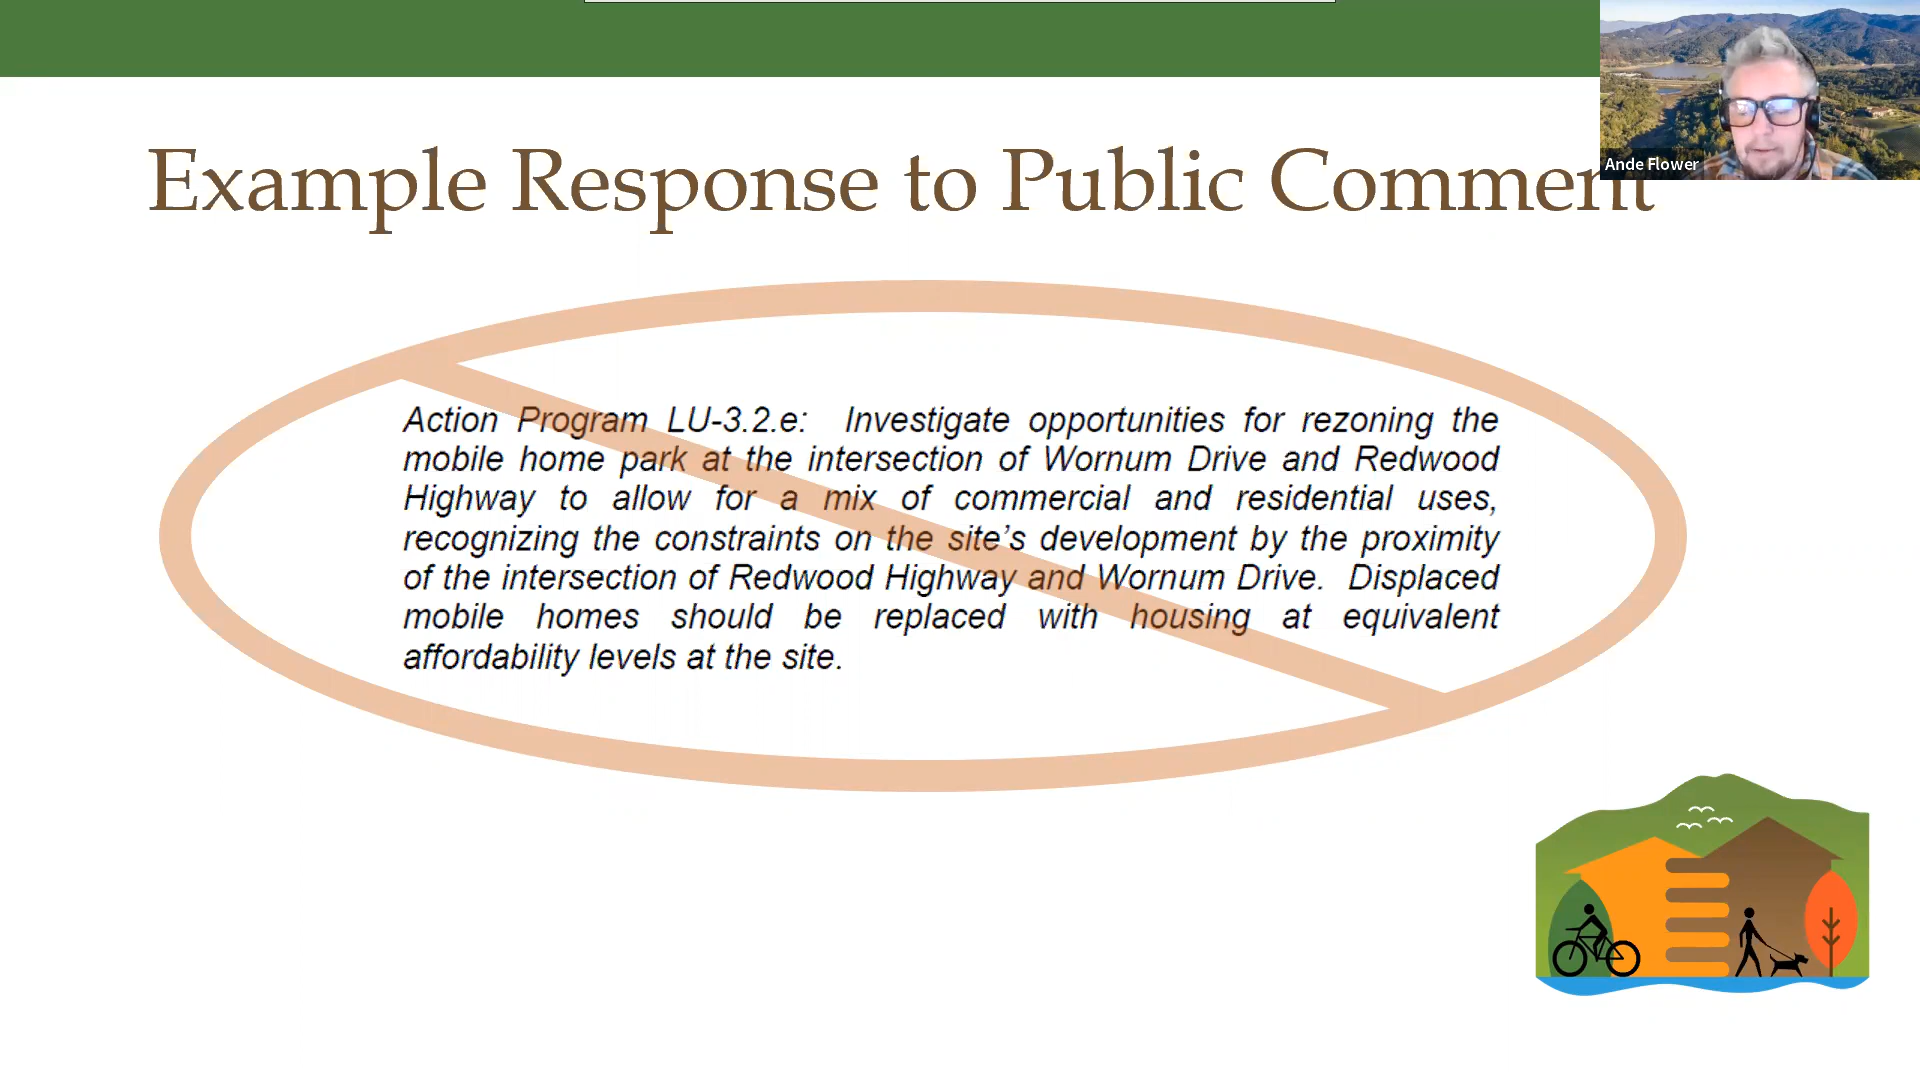 Ande Flower
Example Response to Public Comment
Action Program LU-3.2.e: Investigate opportunities for rezoning the
mobile home park at the intersection of Wornum Drive and Redwood
Highway to allow for a mix of commercial and residential uses,
recognizing the constraints on the site’s development by the proximity
of the intersection of Redwood Highway and Wornum Drive. Displaced
mobile homes should be replaced with housing at equivalent
affordability levels at the site.